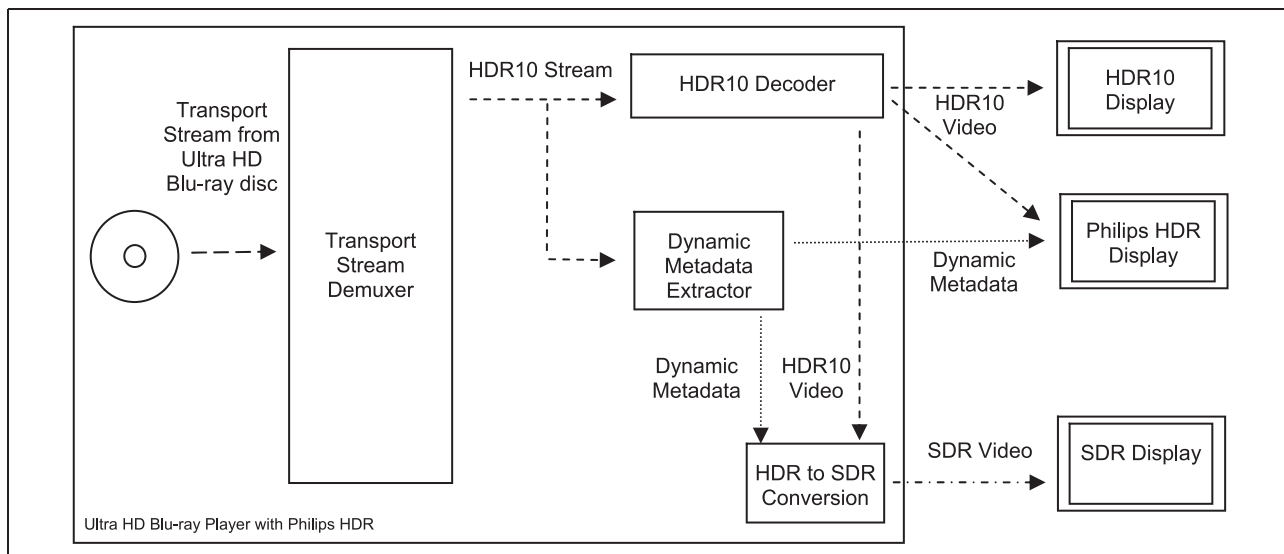 Transport
Stream from
Ultra HD
Blu-ray disc
Transport
Stream
Demuxer
HDR10 Stream
HDR10 Decoder
HDR10
Video
HDR10
Display
Dynamic
Metadata
Extractor
Dynamic
Metadata
Philips HDR
Display
Dynamic
Metadata
HDR10
Video
HDR to SDR
Conversion
SDR Video
SDR Display
Ultra HD Blu-ray Player with Philips HDR